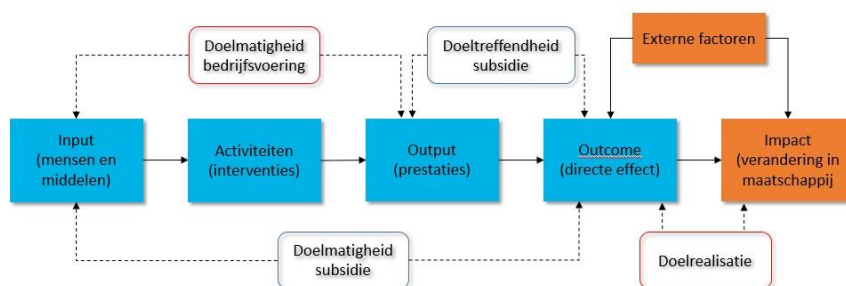 Doelmatigheid
bedrijfsvoering
Doeltreffendheid
subsidie
Externe factoren
Input
(mensen en
middelen)
Activiteiten
(interventies)
Output
(prestaties)
Outcome
(directe effect)
Impact
(verandering in
maatschappij
Doelmatigheid
subsidie
Doelrealisatie